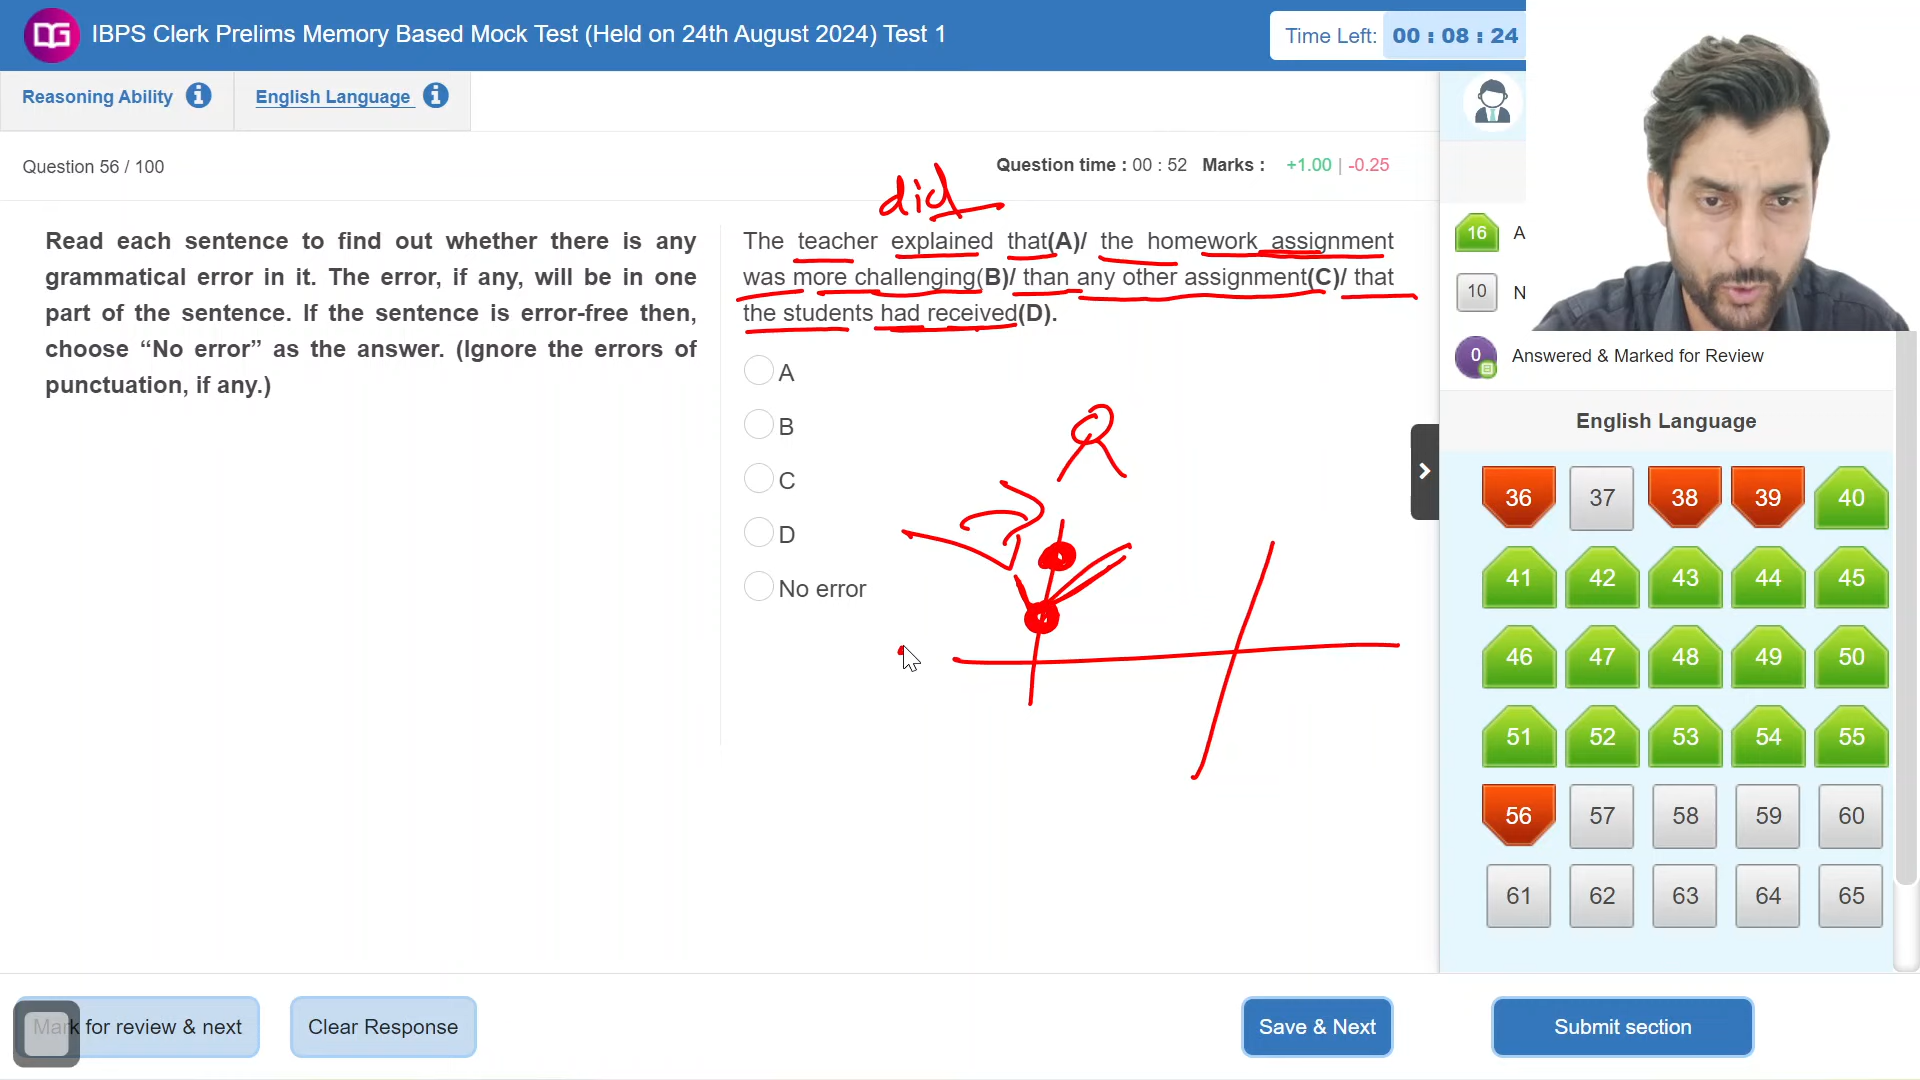 DG IBPS Clerk Prelims Memory Based Mock Test (Held on 24th August 2024) Test 1
Time Left: 00 : 08 : 24
Reasoning Ability i English Language i
Question 56 / 100
Question time : 00 : 52 Marks : +1.00 | -0.25
did
Read each sentence to find out whether there is any
grammatical error in it. The error, if any, will be in one
part of the sentence. If the sentence is error-free then,
choose “No error” as the answer. (Ignore the errors of
punctuation, if any.)
The teacher explained that(A)/ the homework assignment
was more challenging(B)/ than any other assignment(C)/ that
the students had received(D).
A
B
C
D
No error
16 A
10 N
0 Answered & Marked for Review
English Language
36 37 38 39 40
41 42 43 44 45
46 47 48 49 50
51 52 53 54 55
56 57 58 59 60
61 62 63 64 65
Mark for review & next
Clear Response
Save & Next
Submit section